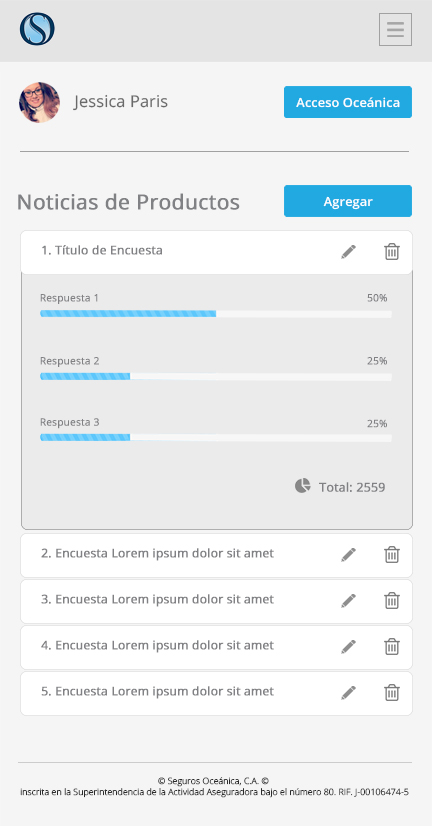 Jessica Paris
Acceso Oceánica
Noticias de Productos
Agregar
1. Título de Encuesta
Respuesta 1
50%
Respuesta 2
25%
Respuesta 3
25%
Total: 2559
2. Encuesta Lorem ipsum dolor sit amet
3. Encuesta Lorem ipsum dolor sit amet
4. Encuesta Lorem ipsum dolor sit amet
5. Encuesta Lorem ipsum dolor sit amet
© Seguros Oceánica, C.A. ©
inscrita en la Superintendencia de la Actividad Aseguradora bajo el número 80. RIF. J-00106474-5